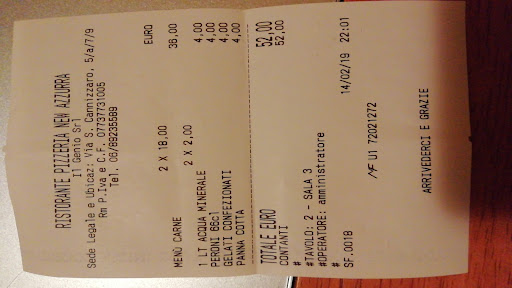 RISTORANTE PIZZERIA NEW AZZURRA
Il Genio Srl
Sede Legale e Ubicaz: Via S. Cannizzaro, 5/a/7/9
Rm P.Iva e C.F. 07737731005
Tel. 06/89235589
EURO
2 X 18,00
MENU CARNE 36,00
2 X 2,00
1 LT ACQUA MINERALE 4,00
PERONI 66cl 4,00
GELATI CONFEZIONATI 4,00
PANNA COTTA 4,00
TOTALE EURO 52,00
CONTANTI 52,00
#
#TAVOLO: 2 - SALA 3
#OPERATORE: amministratore
#
SF.0018 14/02/19 22:01
MF U1 72021272
ARRIVEDERCI E GRAZIE